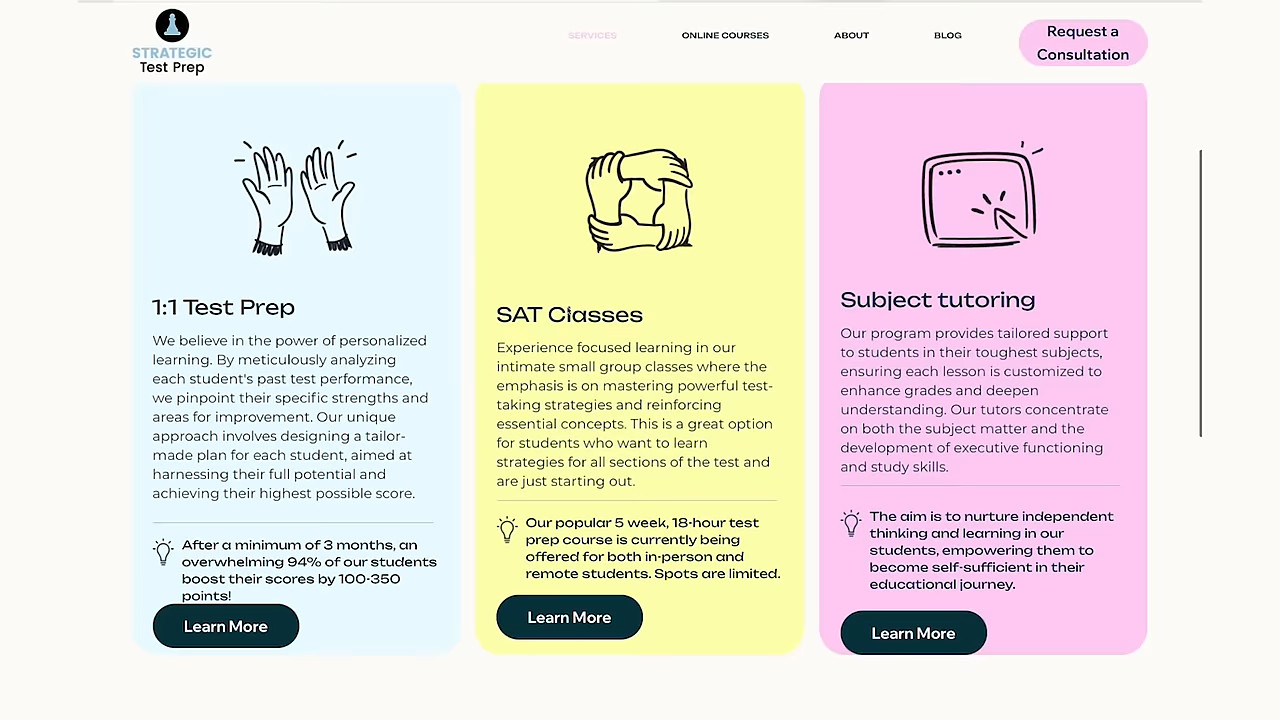 STRATEGIC
Test Prep
SERVICES
ONLINE COURSES
ABOUT
BLOG
Request a
Consultation
1:1 Test Prep
We believe in the power of personalized
learning. By meticulously analyzing
each student's past test performance,
we pinpoint their specific strengths and
areas for improvement. Our unique
approach involves designing a tailor-
made plan for each student, aimed at
harnessing their full potential and
achieving their highest possible score.
After a minimum of 3 months, an
overwhelming 94% of our students
boost their scores by 100-350
points!
Learn More
SAT Classes
Experience focused learning in our
intimate small group classes where the
emphasis is on mastering powerful test-
taking strategies and reinforcing
essential concepts. This is a great option
for students who want to learn
strategies for all sections of the test and
are just starting out.
Our popular 5 week, 18-hour test
prep course is currently being
offered for both in-person and
remote students. Spots are limited.
Learn More
Subject tutoring
Our program provides tailored support
to students in their toughest subjects,
ensuring each lesson is customized to
enhance grades and deepen
understanding. Our tutors concentrate
on both the subject matter and the
development of executive functioning
and study skills.
The aim is to nurture independent
thinking and learning in our
students, empowering them to
become self-sufficient in their
educational journey.
Learn More